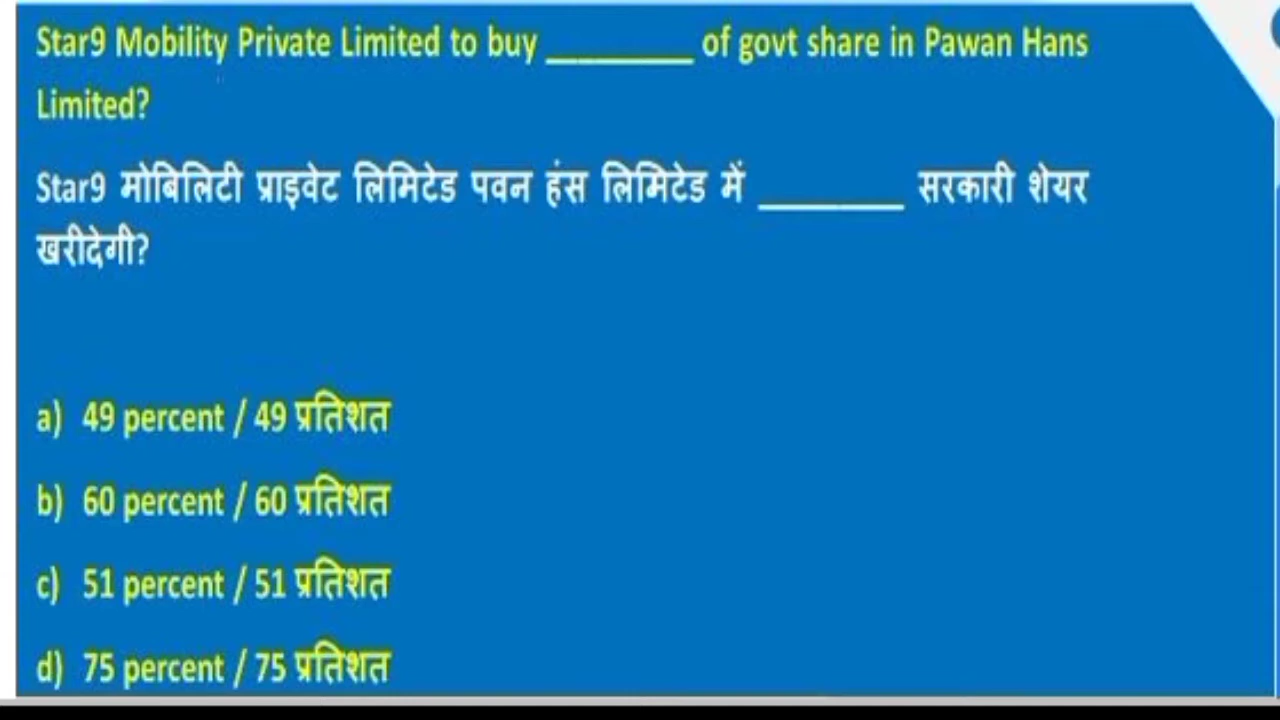 Star9 Mobility Private Limited to buy _________ of govt share in Pawan Hans
Limited?
Star9 मोबिलिटी प्राइवेट लिमिटेड पवन हंस लिमिटेड में _________ सरकारी शेयर
खरीदेगी?
a) 49 percent / 49 प्रतिशत
b) 60 percent / 60 प्रतिशत
c) 51 percent / 51 प्रतिशत
d) 75 percent / 75 प्रतिशत